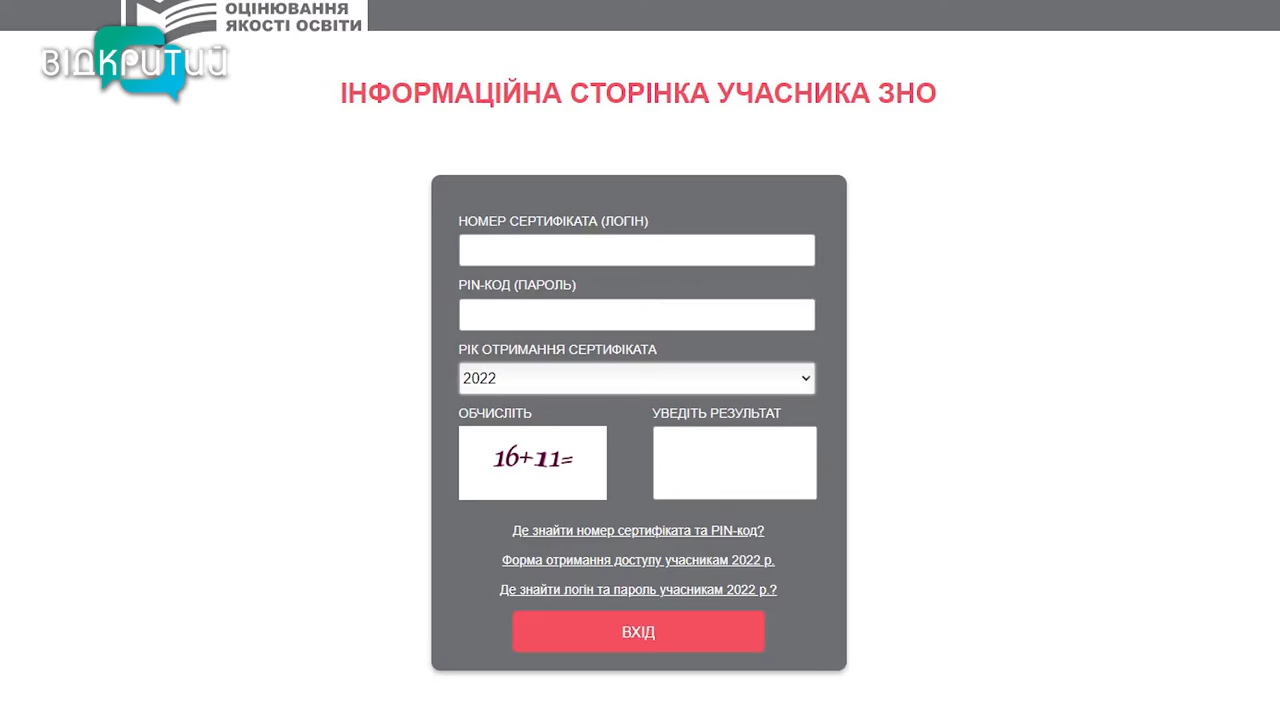 ОЦІНЮВАННЯ
ЯКОСТІ ОСВІТИ
ВІДКРИТИЙ
ІНФОРМАЦІЙНА СТОРІНКА УЧАСНИКА ЗНО
НОМЕР СЕРТИФІКАТА (ЛОГІН)
PIN-КОД (ПАРОЛЬ)
РІК ОТРИМАННЯ СЕРТИФІКАТА
2022
ОБЧИСЛІТЬ
УВЕДІТЬ РЕЗУЛЬТАТ
16+11=
Де знайти номер сертифіката та PIN-код?
Форма отримання доступу учасникам 2022 р.
Де знайти логін та пароль учасникам 2022 р.?
ВХІД